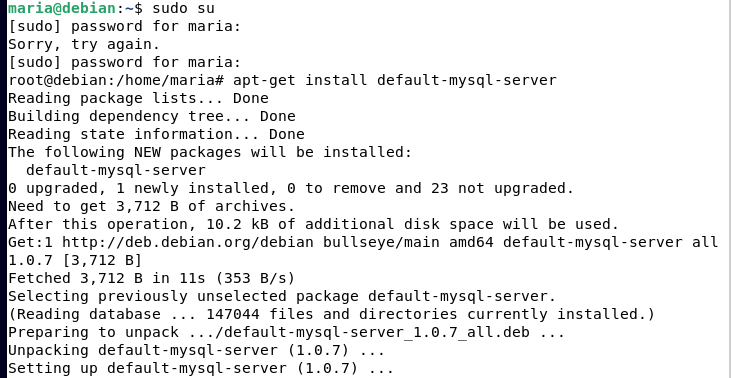 maria@debian:~$ sudo su
[sudo] password for maria:
Sorry, try again.
[sudo] password for maria:
root@debian:/home/maria# apt-get install default-mysql-server
Reading package lists... Done
Building dependency tree... Done
Reading state information... Done
The following NEW packages will be installed:
  default-mysql-server
0 upgraded, 1 newly installed, 0 to remove and 23 not upgraded.
Need to get 3,712 B of archives.
After this operation, 10.2 kB of additional disk space will be used.
Get:1 http://deb.debian.org/debian bullseye/main amd64 default-mysql-server all
1.0.7 [3,712 B]
Fetched 3,712 B in 11s (353 B/s)
Selecting previously unselected package default-mysql-server.
(Reading database ... 147044 files and directories currently installed.)
Preparing to unpack .../default-mysql-server_1.0.7_all.deb ...
Unpacking default-mysql-server (1.0.7) ...
Setting up default-mysql-server (1.0.7) ...